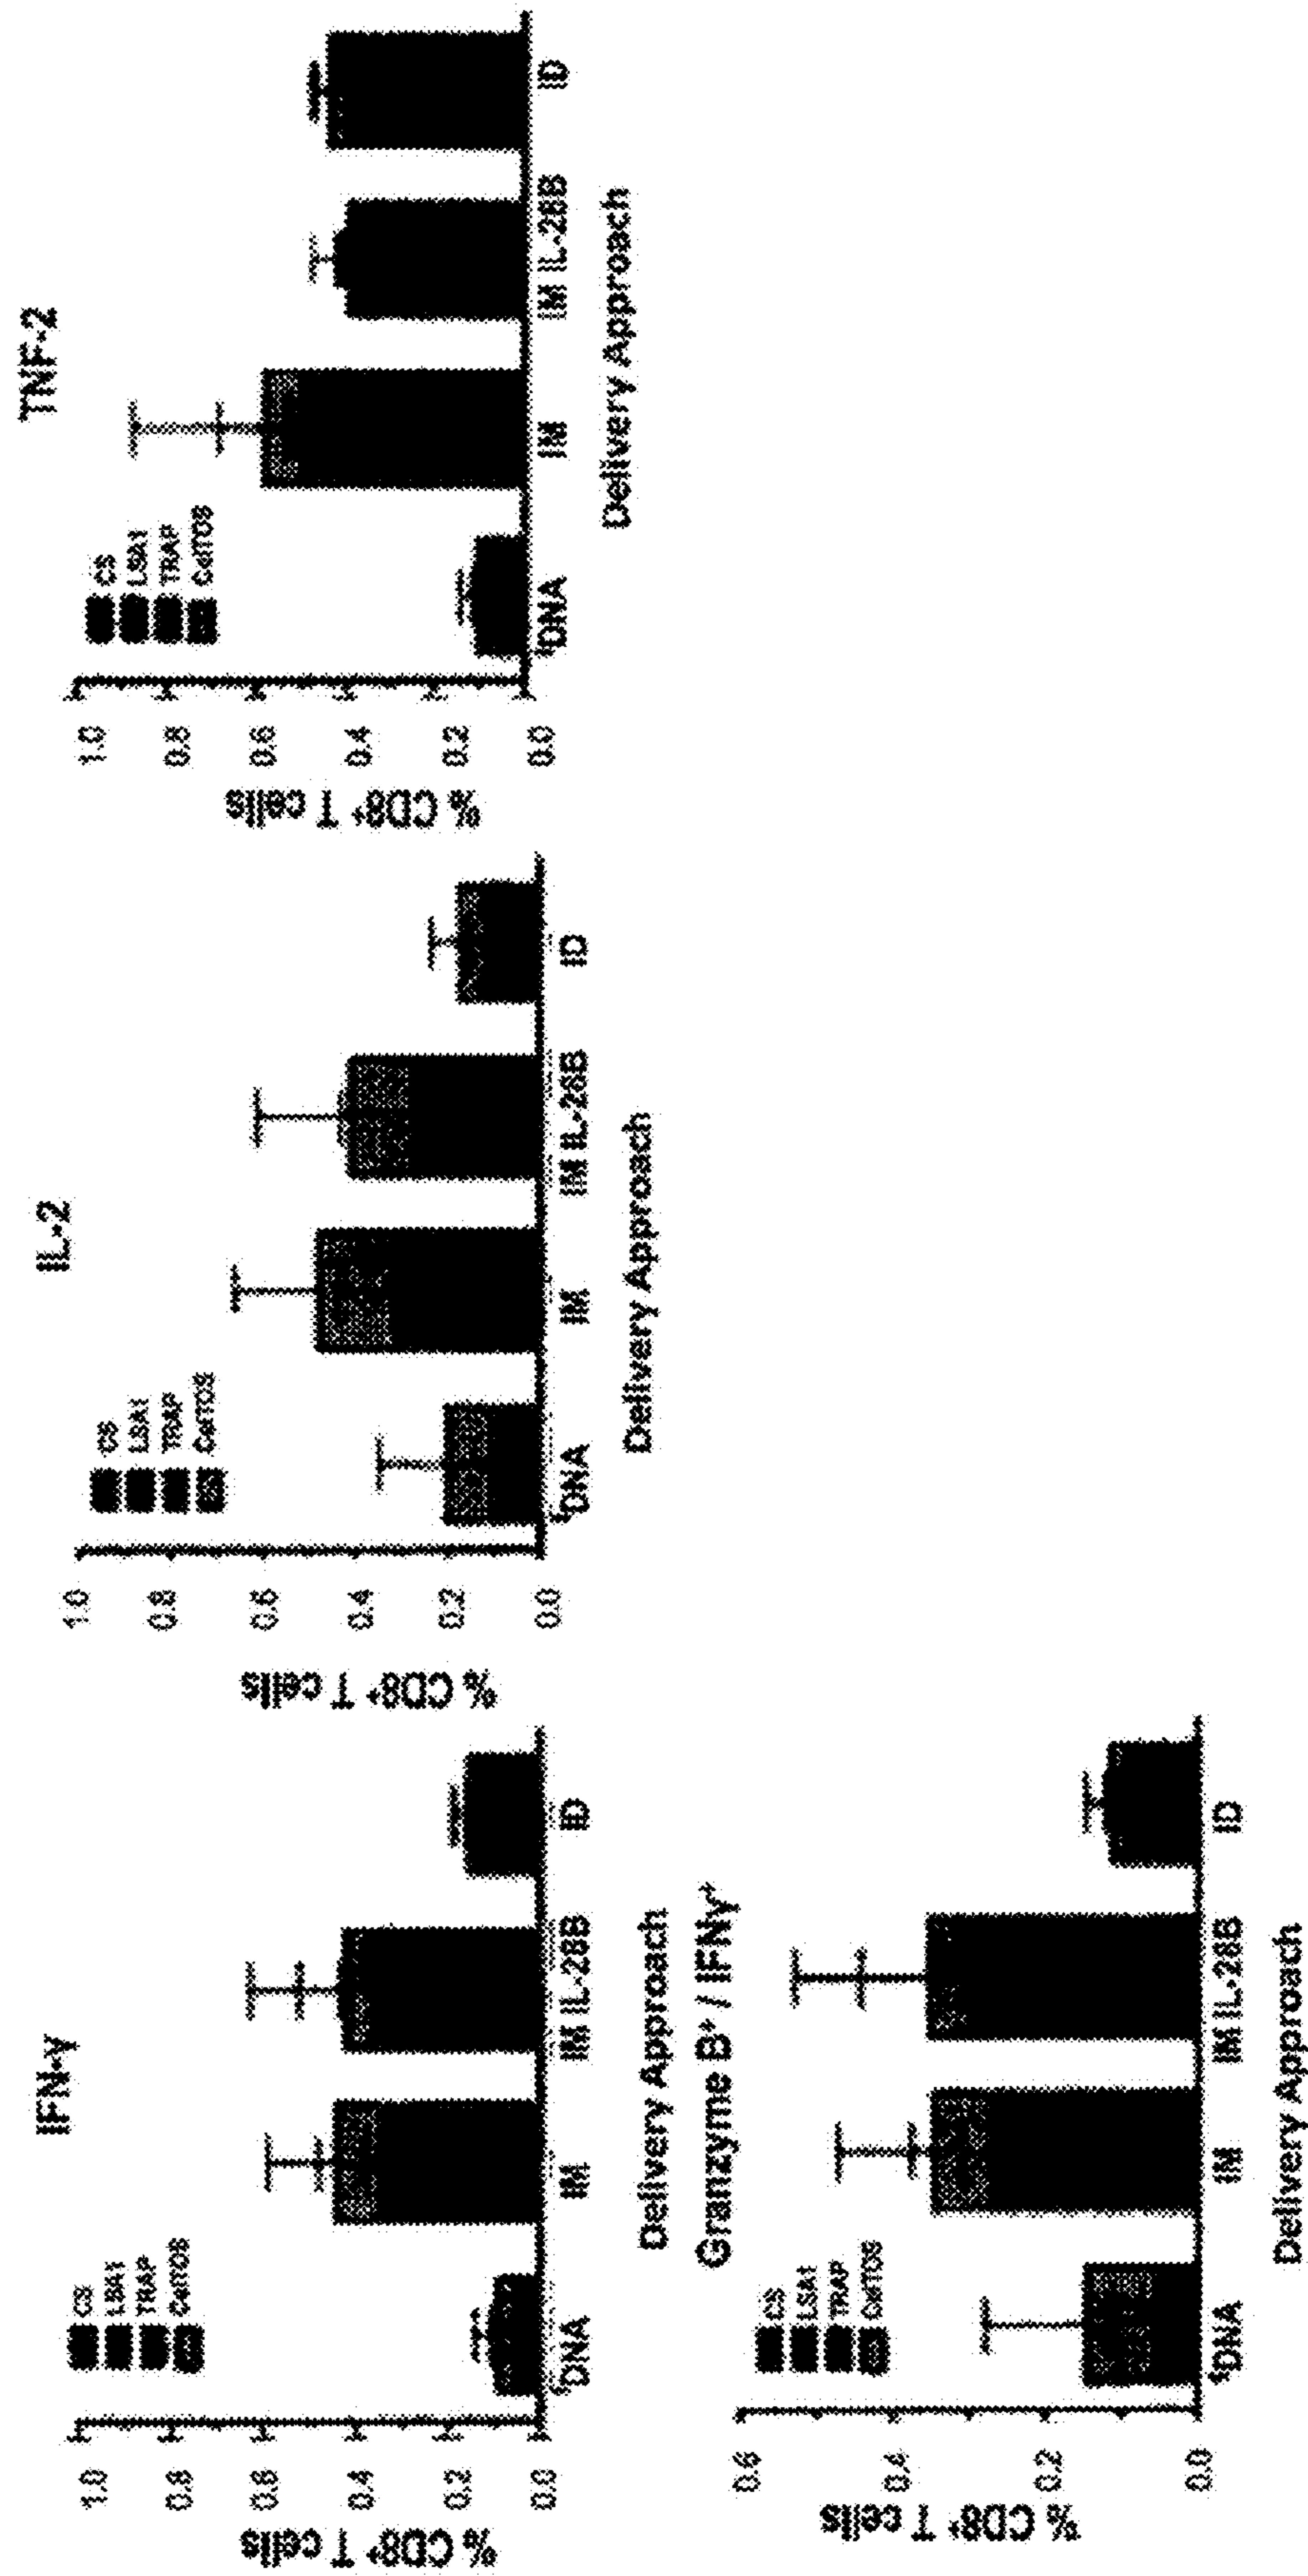 IFN-γ
% CD8⁺ T cells
1.0
0.8
0.6
0.4
0.2
0.0
CS
LSA1
TRAP
CelTOS
DNA
IM
IM IL-28B
ID
Delivery Approach
IL-2
% CD8⁺ T cells
1.0
0.8
0.6
0.4
0.2
0.0
CS
LSA1
TRAP
CelTOS
DNA
IM
IM IL-28B
ID
Delivery Approach
TNF-2
% CD8⁺ T cells
1.0
0.8
0.6
0.4
0.2
0.0
CS
LSA1
TRAP
CelTOS
DNA
IM
IM IL-28B
ID
Delivery Approach
Granzyme B⁺ / IFNγ⁺
% CD8⁺ T cells
0.6
0.4
0.2
0.0
CS
LSA1
TRAP
CelTOS
DNA
IM
IM IL-28B
ID
Delivery Approach